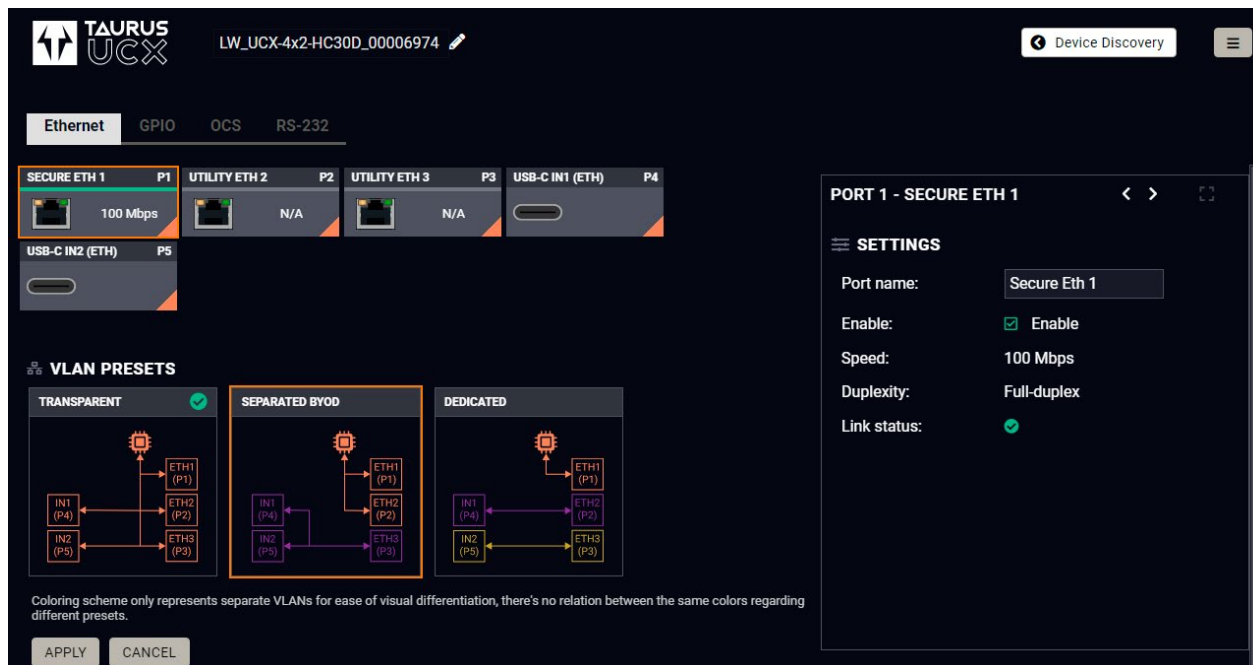 TAURUS
UCX
LW_UCX-4x2-HC30D_00006974
Device Discovery
Ethernet GPIO OCS RS-232
SECURE ETH 1 P1 UTILITY ETH 2 P2 UTILITY ETH 3 P3 USB-C IN1 (ETH) P4
100 Mbps N/A N/A
USB-C IN2 (ETH) P5
VLAN PRESETS
TRANSPARENT
ETH1
(P1)
IN1
(P4)
ETH2
(P2)
IN2
(P5)
ETH3
(P3)
SEPARATED BYOD
ETH1
(P1)
IN1
(P4)
ETH2
(P2)
IN2
(P5)
ETH3
(P3)
DEDICATED
ETH1
(P1)
IN1
(P4)
ETH2
(P2)
IN2
(P5)
ETH3
(P3)
Coloring scheme only represents separate VLANs for ease of visual differentiation, there's no relation between the same colors regarding
different presets.
APPLY CANCEL
PORT 1 - SECURE ETH 1
SETTINGS
Port name: Secure Eth 1
Enable: Enable
Speed: 100 Mbps
Duplexity: Full-duplex
Link status: